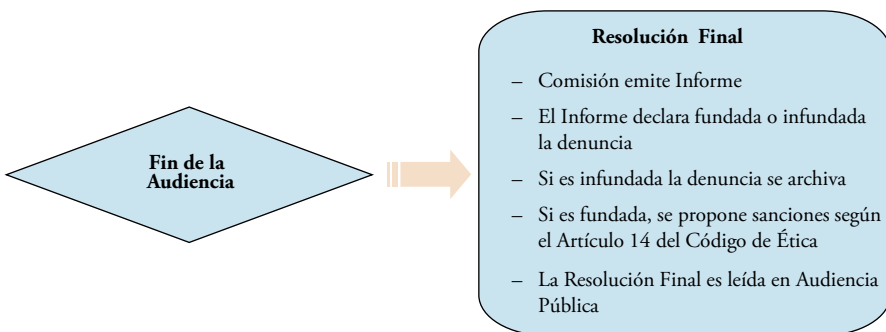 Fin de la
Audiencia
Resolución Final
– Comisión emite Informe
– El Informe declara fundada o infundada
la denuncia
– Si es infundada la denuncia se archiva
– Si es fundada, se propone sanciones según
el Artículo 14 del Código de Ética
– La Resolución Final es leída en Audiencia
Pública